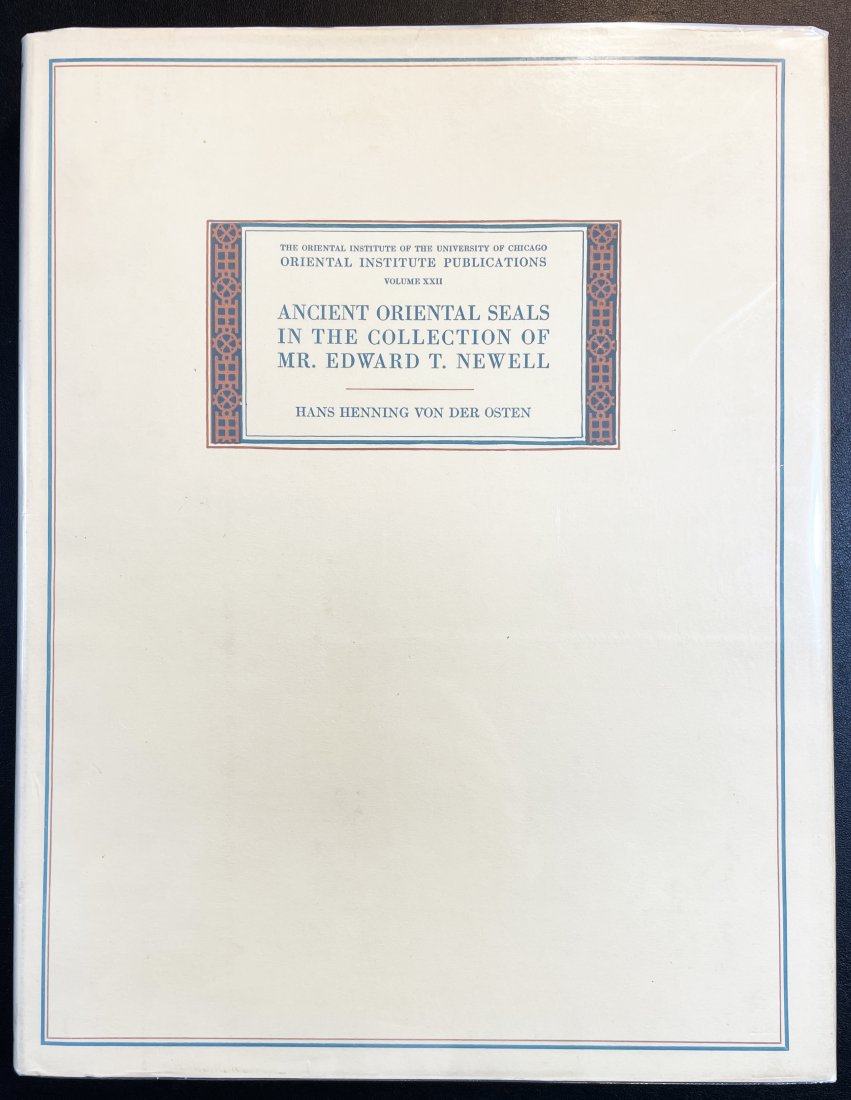 THE ORIENTAL INSTITUTE OF THE UNIVERSITY OF CHICAGO
ORIENTAL INSTITUTE PUBLICATIONS
VOLUME XXII
ANCIENT ORIENTAL SEALS
IN THE COLLECTION OF
MR. EDWARD T. NEWELL
HANS HENNING VON DER OSTEN